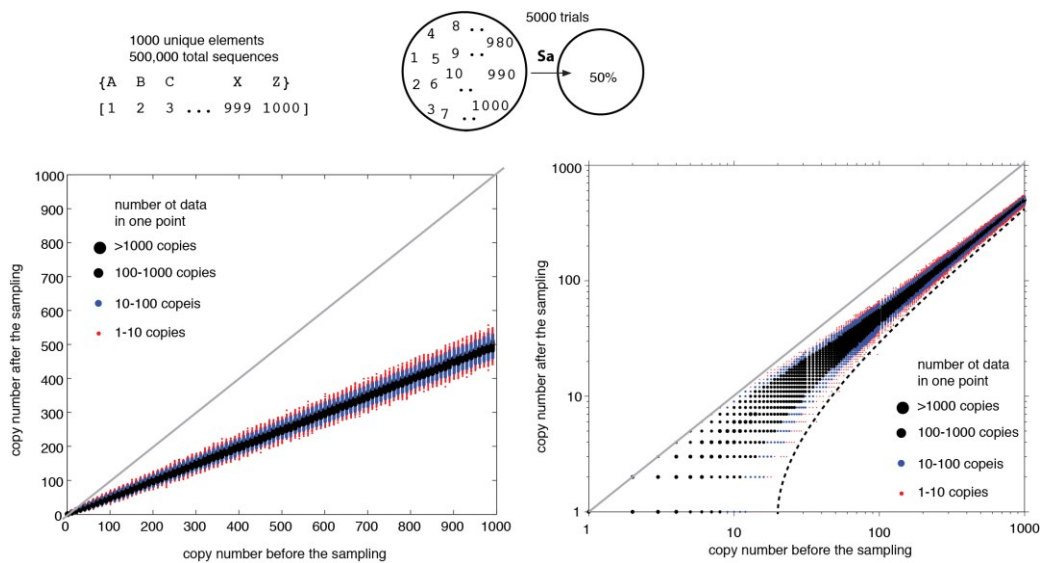 1000 unique elements
500,000 total sequences
{A B C X Z}
[1 2 3 ... 999 1000]
5000 trials
4 8 ..
980
1 5 9 ..
990
2 6 10 ..
1000
3 7 ..
Sa
50%
1000
900
800
700
600
500
400
300
200
100
0
0 100 200 300 400 500 600 700 800 900 1000
copy number after the sampling
copy number before the sampling
number ot data
in one point
>1000 copies
100-1000 copies
10-100 copeis
1-10 copies
1000
100
10
1
1 10 100 1000
copy number after the sampling
copy number before the sampling
number ot data
in one point
>1000 copies
100-1000 copies
10-100 copeis
1-10 copies